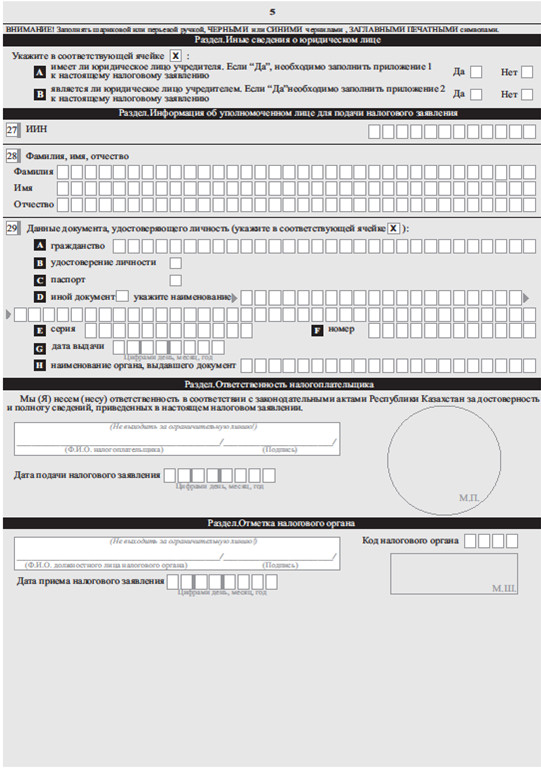 5
ВНИМАНИЕ! Заполнять шариковой или перьевой ручкой, ЧЕРНЫМИ или СИНИМИ чернилами , ЗАГЛАВНЫМИ ПЕЧАТНЫМИ символами.
Раздел.Иные сведения о юридическом лице
Укажите в соответствующей ячейке X :
A имеет ли юридическое лицо учредителя. Если “Да”, необходимо заполнить приложение 1 Да Нет
к настоящему налоговому заявлению
B является ли юридическое лицо учредителем. Если “Да”необходимо заполнить приложение 2 Да Нет
к настоящему налоговому заявлению
Раздел.Информация об уполномоченном лице для подачи налогового заявления
27 ИИН
28 Фамилия, имя, отчество
Фамилия
Имя
Отчество
29 Данные документа, удостоверяющего личность (укажите в соответствующей ячейке X ):
A гражданство
B удостоверение личности
C паспорт
D иной документ укажите наименование
E серия F номер
G дата выдачи
Цифрами день, месяц, год
H наименование органа, выдавшего документ
Раздел.Ответственность налогоплательщика
Мы (Я) несем (несу) ответственность в соответствии с законодательными актами Республики Казахстан за достоверность
и полноту сведений, приведенных в настоящем налоговом заявлении.
(Не выходить за ограничительную линию!)
/ /
(Ф.И.О. налогоплательщика) (Подпись)
Дата подачи налогового заявления
Цифрами день, месяц, год
М.П.
Раздел.Отметка налогового органа
(Не выходить за ограничительную линию!) Код налогового органа
/ /
(Ф.И.О. должностного лица налогового органа) (Подпись)
Дата приема налогового заявления
Цифрами день, месяц, год
М.Ш.